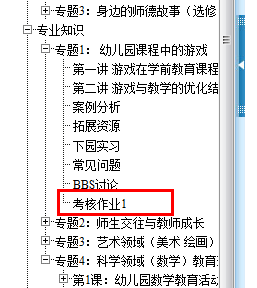 专题3：身边的师德故事（选修
专业知识
专题1： 幼儿园课程中的游戏
第一讲 游戏在学前教育课程
第二讲 游戏与教学的优化结
案例分析
拓展资源
下园实习
常见问题
BBS讨论
考核作业1
专题2：师生交往与教师成长
专题3：艺术领域（美术 绘画）
专题4：科学领域（数学）教育
第1课：幼儿园数学教育活动